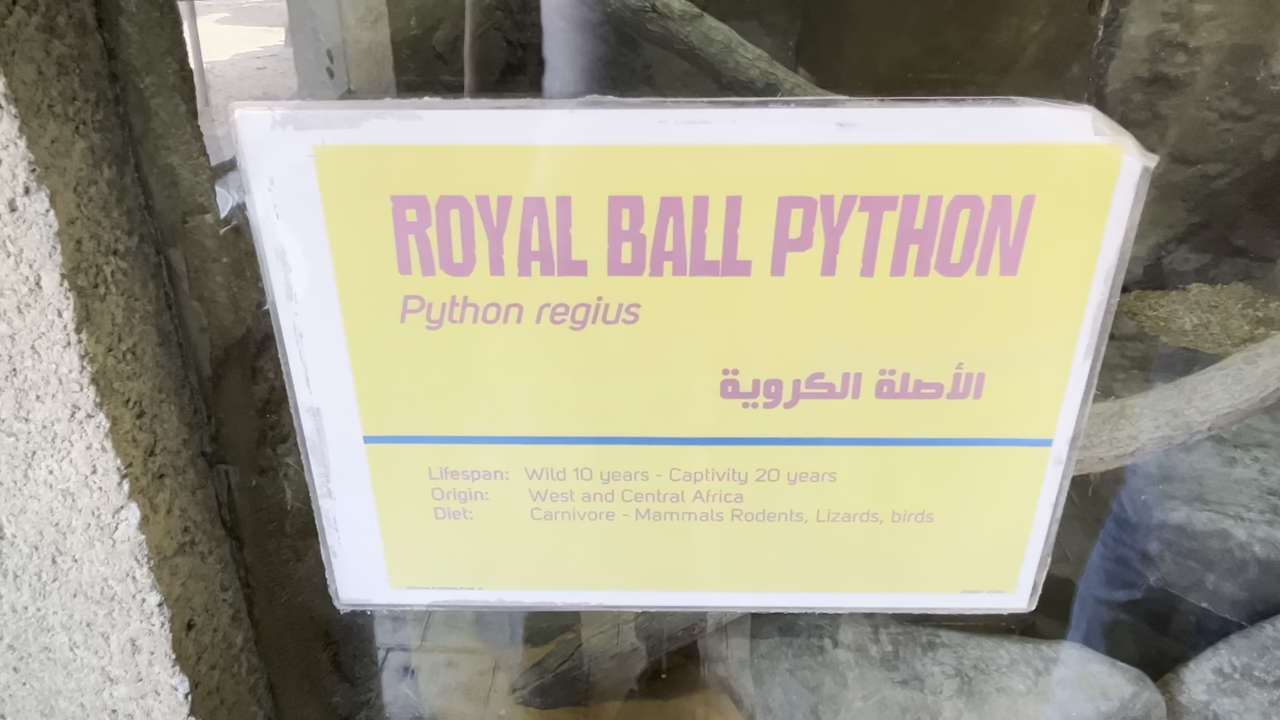 ROYAL BALL PYTHON
Python regius
الأصلة الكروية
Lifespan: Wild 10 years - Captivity 20 years
Origin: West and Central Africa
Diet: Carnivore - Mammals Rodents, Lizards, birds